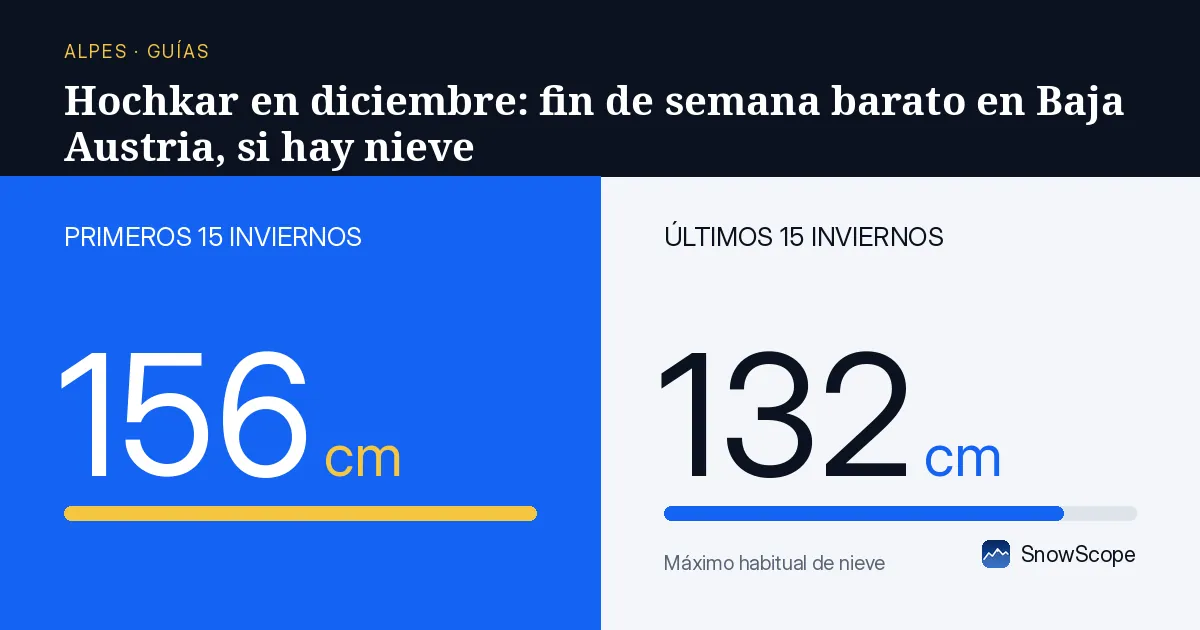 ALPES · GUÍAS
Hochkar en diciembre: fin de semana barato en Baja
Austria, si hay nieve
PRIMEROS 15 INVIERNOS
156 cm
ÚLTIMOS 15 INVIERNOS
132 cm
Máximo habitual de nieve
SnowScope